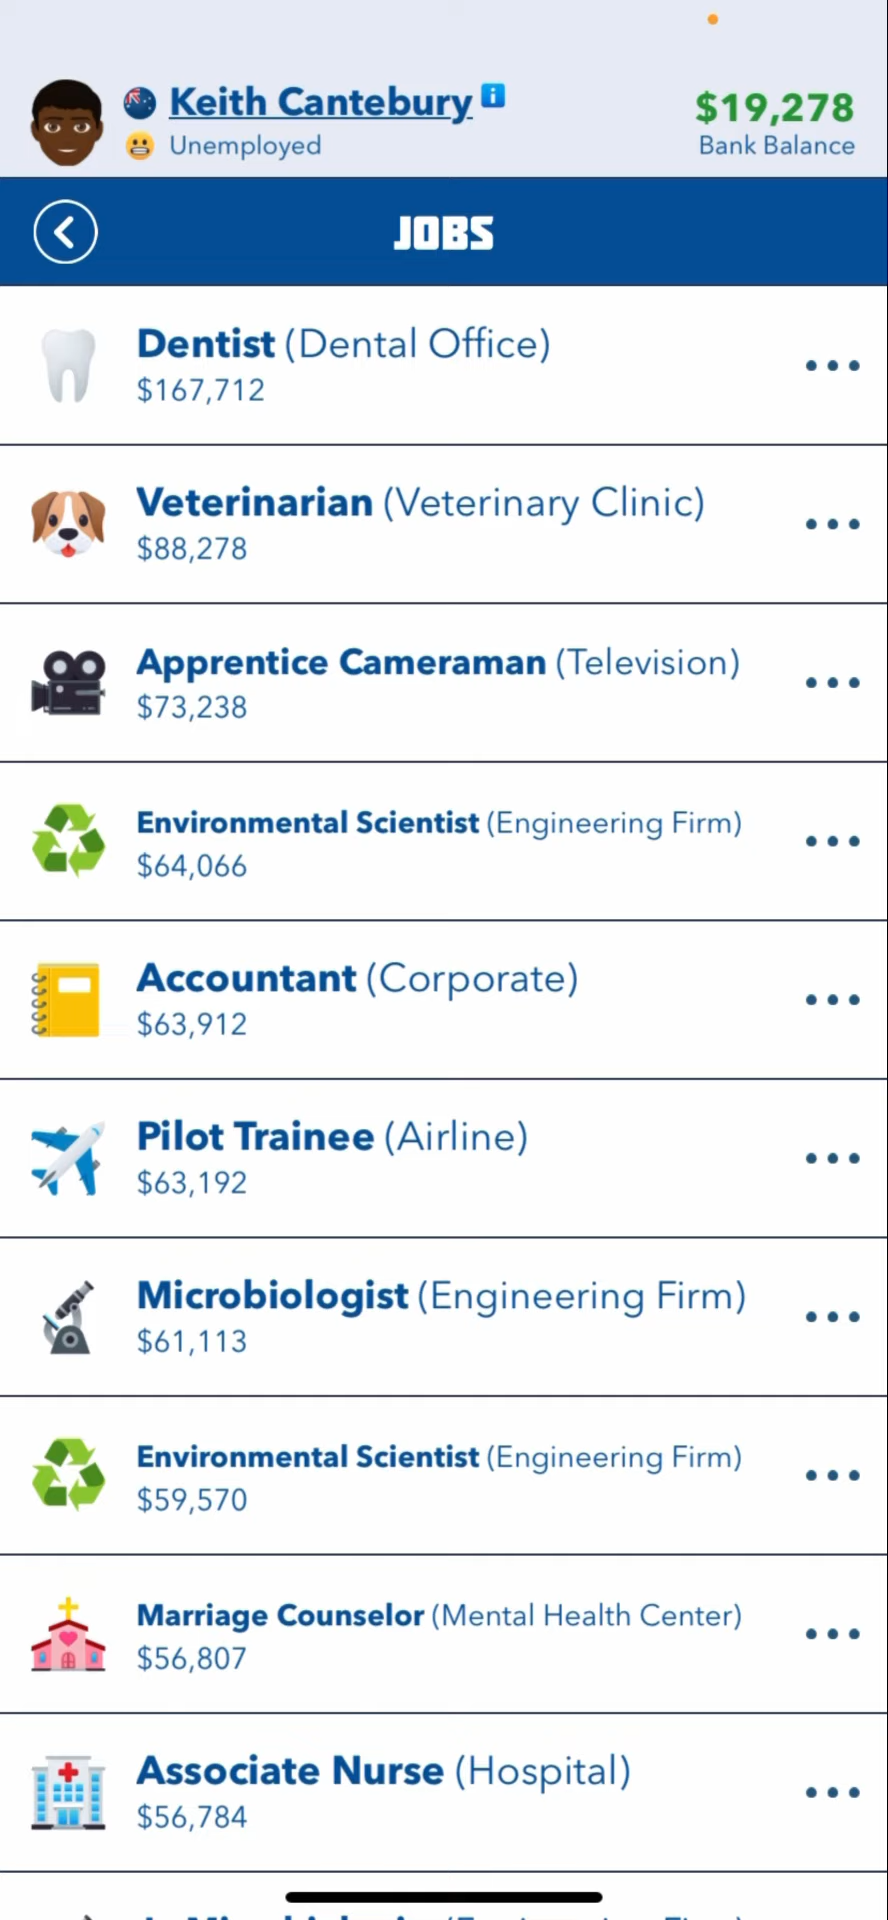 Keith Cantebury
Unemployed
$19,278
Bank Balance
JOBS
Dentist (Dental Office)
$167,712
Veterinarian (Veterinary Clinic)
$88,278
Apprentice Cameraman (Television)
$73,238
Environmental Scientist (Engineering Firm)
$64,066
Accountant (Corporate)
$63,912
Pilot Trainee (Airline)
$63,192
Microbiologist (Engineering Firm)
$61,113
Environmental Scientist (Engineering Firm)
$59,570
Marriage Counselor (Mental Health Center)
$56,807
Associate Nurse (Hospital)
$56,784